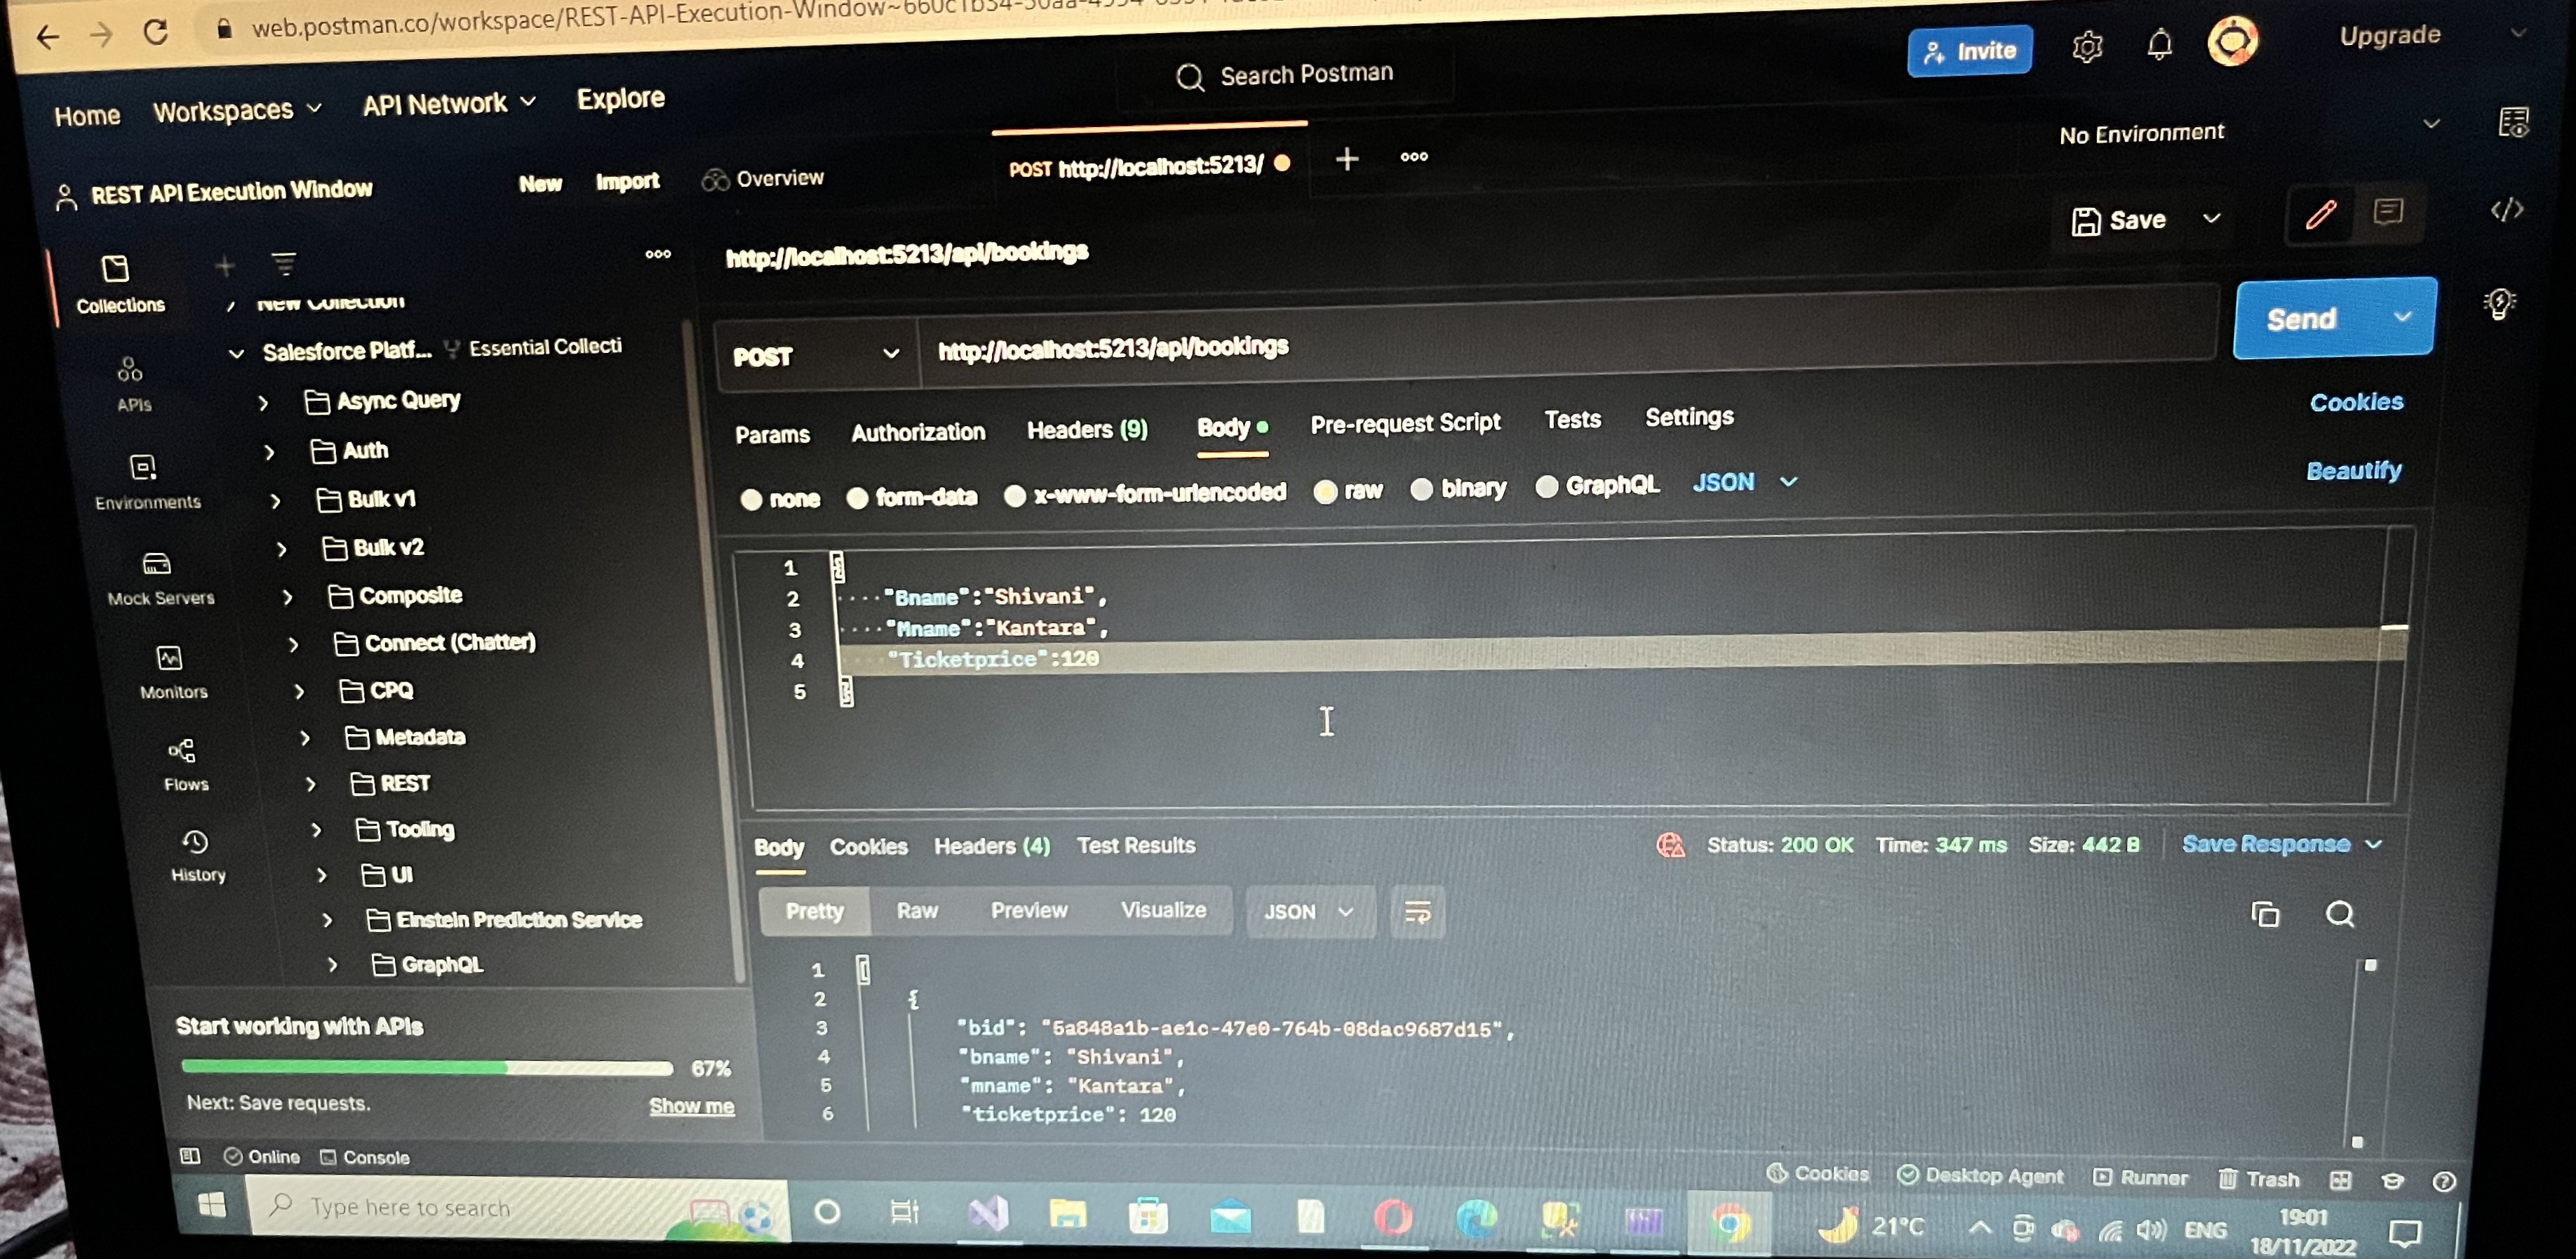 web.postman.co/workspace/REST-API-Execution-Window~660c1b34-
Home Workspaces API Network Explore
Search Postman
Invite
Upgrade
REST API Execution Window
New Import
Overview
POST http://localhost:5213/
No Environment
http://localhost:5213/api/bookings
Save
Collections
New Collection
Salesforce Platf... Essential Collecti
POST http://localhost:5213/api/bookings
Send
APIs
Async Query
Auth
Params Authorization Headers (9) Body Pre-request Script Tests Settings
Cookies
Environments
Bulk v1
none form-data x-www-form-urlencoded raw binary GraphQL JSON
Beautify
Bulk v2
Mock Servers
Composite
Connect (Chatter)
Monitors
CPQ
Metadata
Flows
REST
Tooling
History
UI
Einstein Prediction Service
GraphQL
1 {
2 "Bname":"Shivani",
3 "Mname":"Kantara",
4 "Ticketprice":120
5 }
Body Cookies Headers (4) Test Results
Status: 200 OK Time: 347 ms Size: 442 B Save Response
Pretty Raw Preview Visualize JSON
1 [
2 {
3 "bid": "5a848a1b-ae1c-47e0-764b-08dac9687d15",
4 "bname": "Shivani",
5 "mname": "Kantara",
6 "ticketprice": 120
Start working with APIs
67%
Next: Save requests. Show me
Online Console
Cookies Desktop Agent Runner Trash
Type here to search
21°C
ENG
19:01
18/11/2022